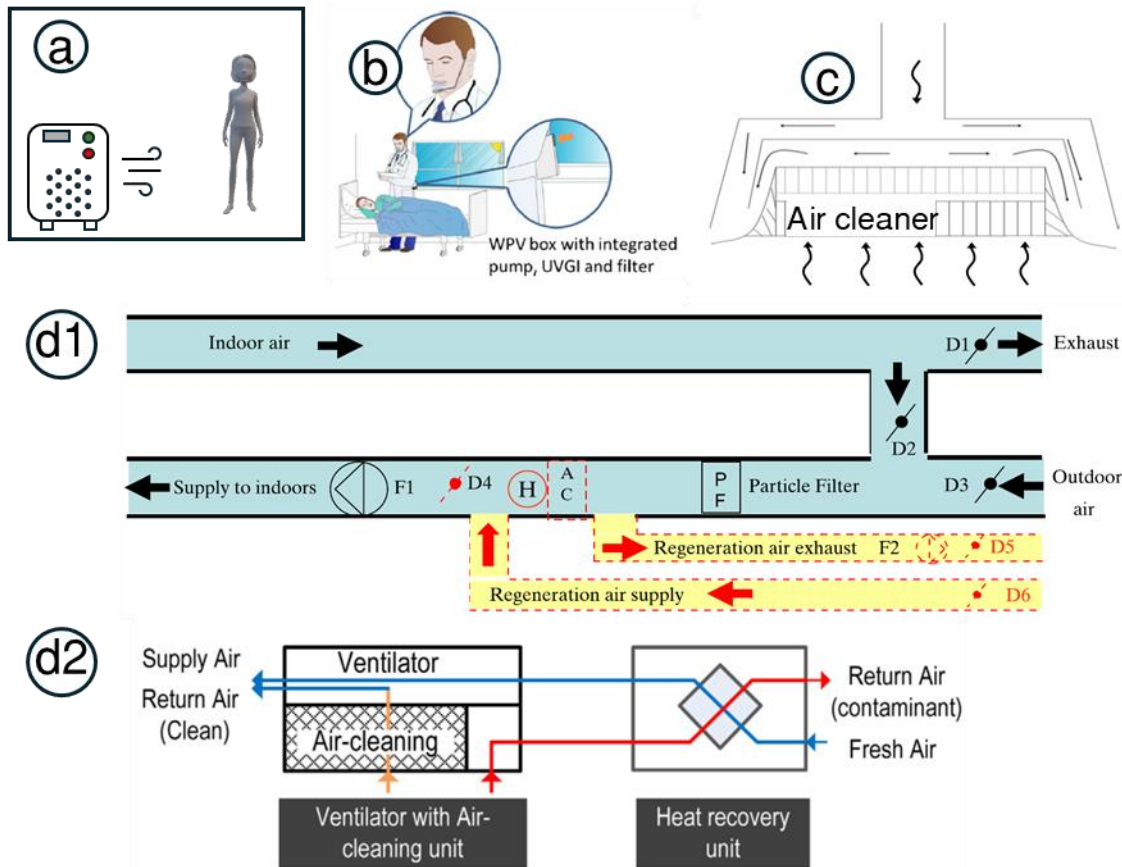 a
b
WPV box with integrated
pump, UVGI and filter
c
Air cleaner
d1
Indoor air
D1
Exhaust
D2
Supply to indoors
F1
D4
H
A
C
P
F
Particle Filter
D3
Outdoor
air
Regeneration air exhaust
F2
D5
Regeneration air supply
D6
d2
Supply Air
Return Air
(Clean)
Ventilator
Air-cleaning
Return Air
(contaminant)
Fresh Air
Ventilator with Air-
cleaning unit
Heat recovery
unit